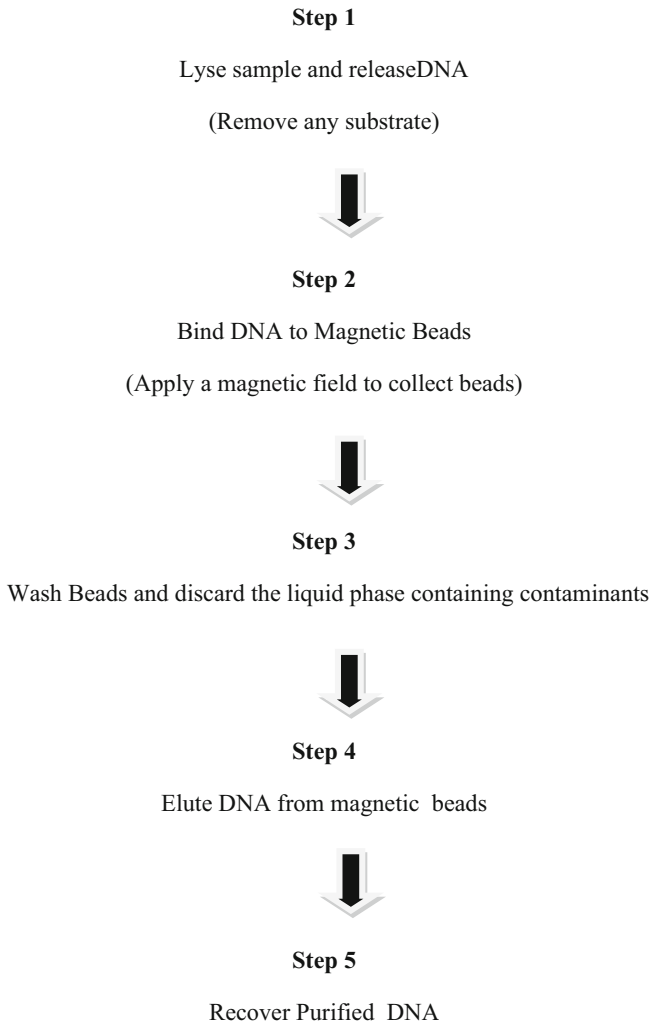 Step 1
Lyse sample and releaseDNA
(Remove any substrate)
Step 2
Bind DNA to Magnetic Beads
(Apply a magnetic field to collect beads)
Step 3
Wash Beads and discard the liquid phase containing contaminants
Step 4
Elute DNA from magnetic beads
Step 5
Recover Purified DNA